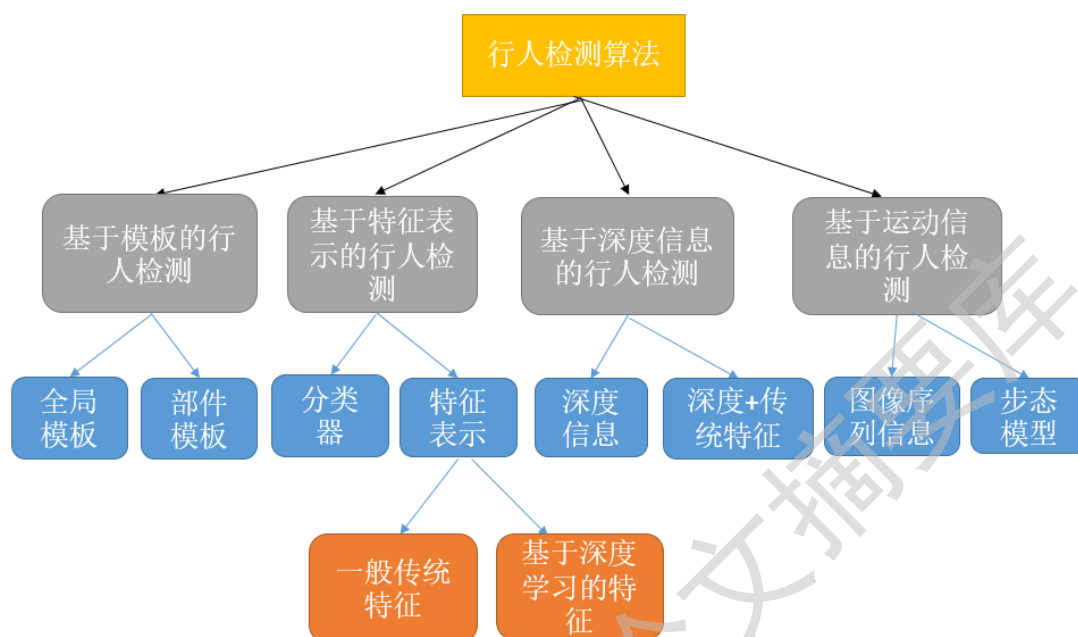 行人检测算法
基于模板的行
人检测
基于特征表
示的行人检
测
基于深度信息
的行人检测
基于运动信
息的行人检
测
全局
模板
部件
模板
分类
器
特征
表示
深度
信息
深度+传
统特征
图像序
列信息
步态
模型
一般传统
特征
基于深度
学习的特
征
文摘要库